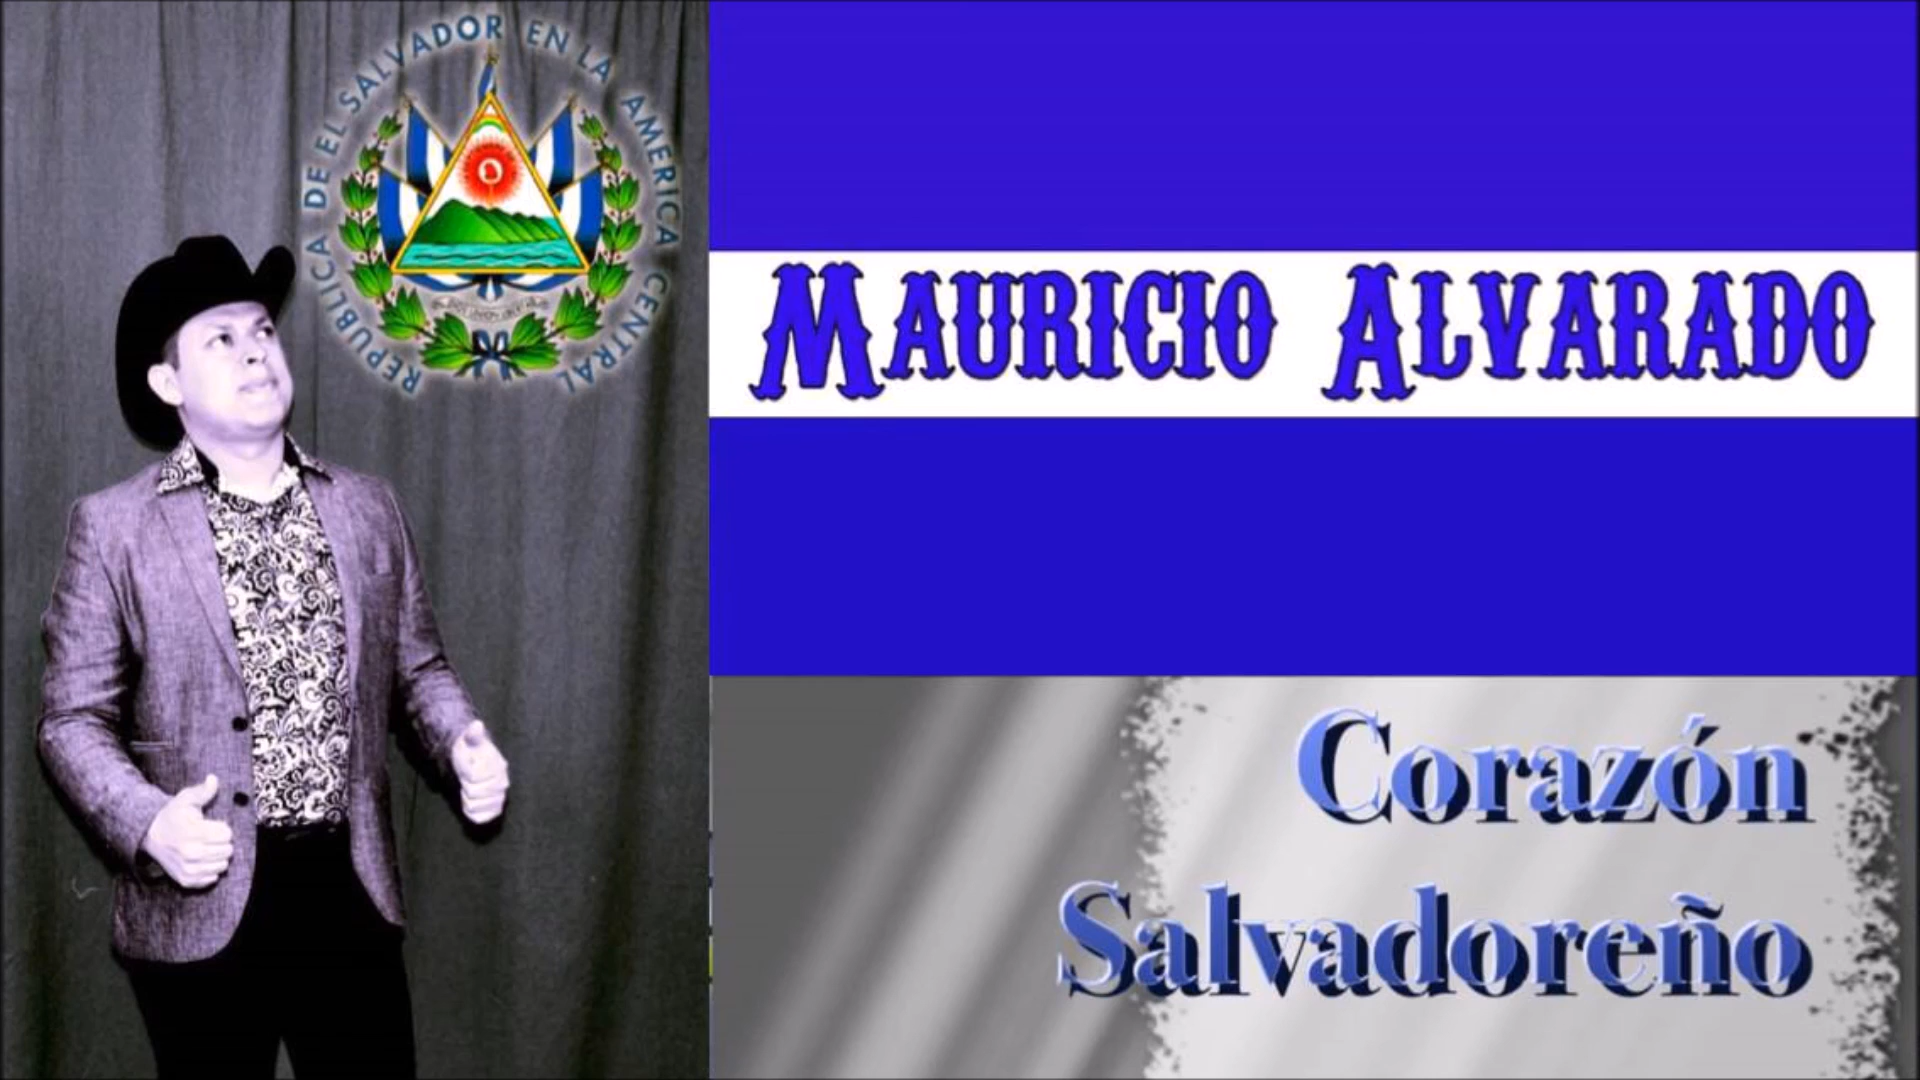 REPUBLICA DE EL SALVADOR EN LA AMERICA CENTRAL
MAURICIO ALVARADO
Corazón
Salvadoreño